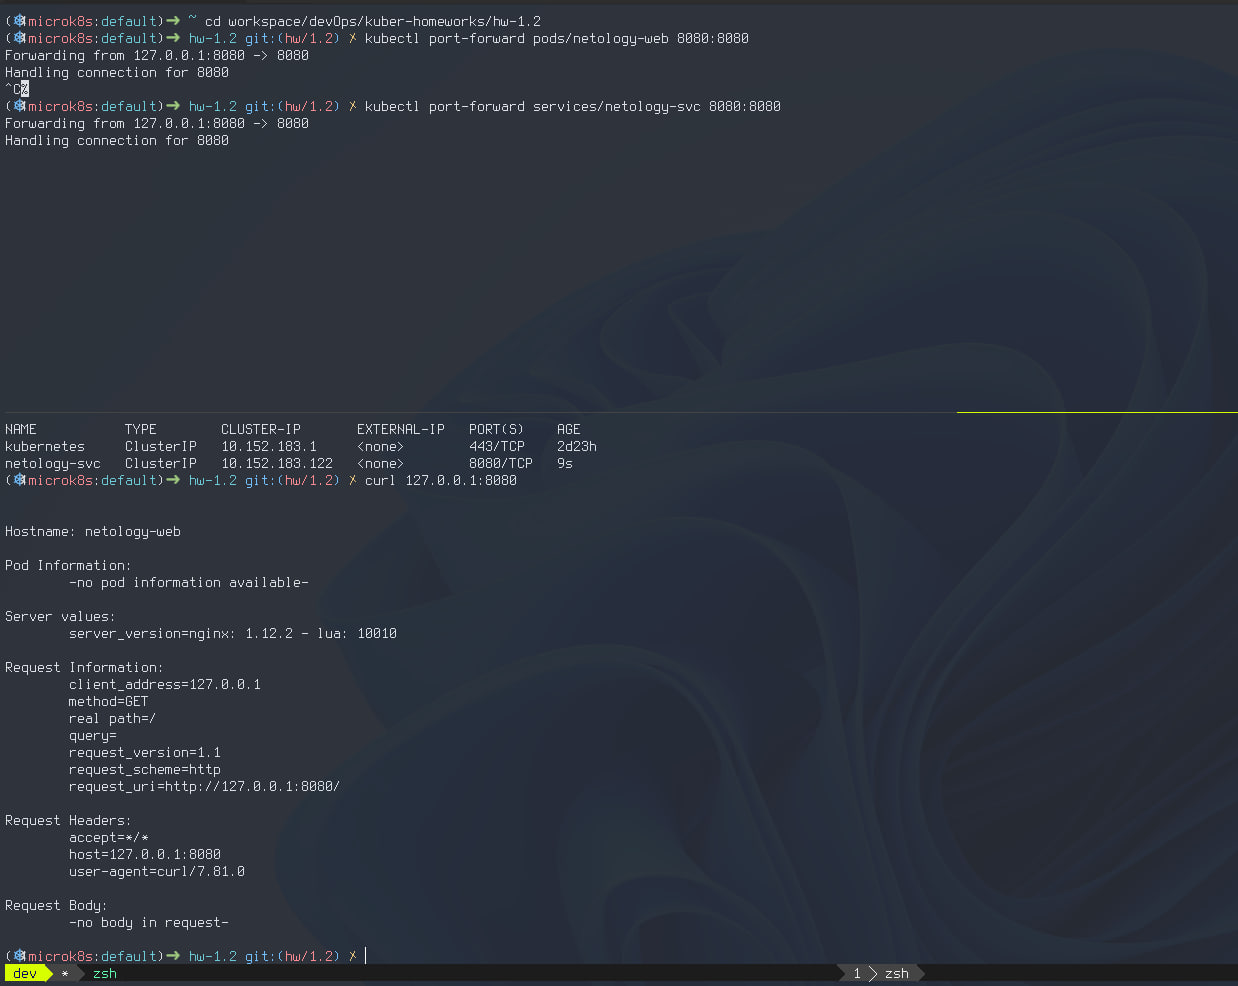 (☸|microk8s:default)➜ ~ cd workspace/devOps/kuber-homeworks/hw-1.2
(☸|microk8s:default)➜ hw-1.2 git:(hw/1.2) ✗ kubectl port-forward pods/netology-web 8080:8080
Forwarding from 127.0.0.1:8080 -> 8080
Handling connection for 8080
^C%
(☸|microk8s:default)➜ hw-1.2 git:(hw/1.2) ✗ kubectl port-forward services/netology-svc 8080:8080
Forwarding from 127.0.0.1:8080 -> 8080
Handling connection for 8080
NAME TYPE CLUSTER-IP EXTERNAL-IP PORT(S) AGE
kubernetes ClusterIP 10.152.183.1 <none> 443/TCP 2d23h
netology-svc ClusterIP 10.152.183.122 <none> 8080/TCP 9s
(☸|microk8s:default)➜ hw-1.2 git:(hw/1.2) ✗ curl 127.0.0.1:8080
Hostname: netology-web
Pod Information:
-no pod information available-
Server values:
server_version=nginx: 1.12.2 - lua: 10010
Request Information:
client_address=127.0.0.1
method=GET
real path=/
query=
request_version=1.1
request_scheme=http
request_uri=http://127.0.0.1:8080/
Request Headers:
accept=*/*
host=127.0.0.1:8080
user-agent=curl/7.81.0
Request Body:
-no body in request-
(☸|microk8s:default)➜ hw-1.2 git:(hw/1.2) ✗
dev * zsh 1 zsh